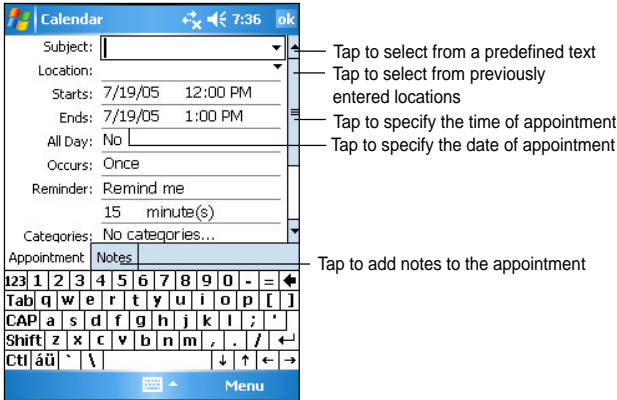 Calendar 7:36 ok
Subject:
Location:
Starts: 7/19/05 12:00 PM
Ends: 7/19/05 1:00 PM
All Day: No
Occurs: Once
Reminder: Remind me
15 minute(s)
Categories: No categories...
Appointment Notes
123 1 2 3 4 5 6 7 8 9 0 - =
Tab q w e r t y u i o p [ ]
CAP a s d f g h j k l ; '
Shift z x c v b n m , . /
Ctl áü ` \ ↓ ↑ ← →
Menu
Tap to select from a predefined text
Tap to select from previously
entered locations
Tap to specify the time of appointment
Tap to specify the date of appointment
Tap to add notes to the appointment